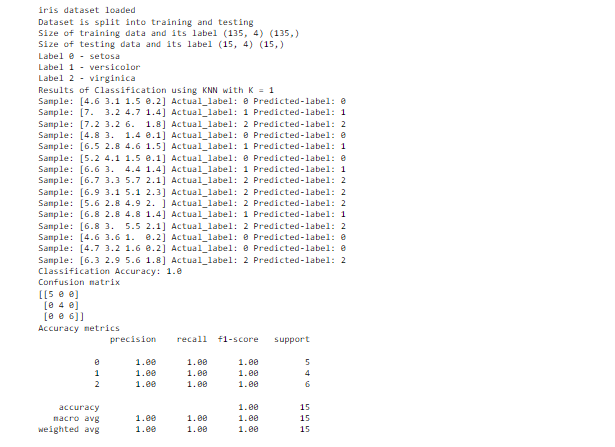 iris dataset loaded
Dataset is split into training and testing
Size of training data and its label (135, 4) (135,)
Size of testing data and its label (15, 4) (15,)
Label 0 - setosa
Label 1 - versicolor
Label 2 - virginica
Results of Classification using KNN with K = 1
Sample: [4.6 3.1 1.5 0.2] Actual_label: 0 Predicted-label: 0
Sample: [7.  3.2 4.7 1.4] Actual_label: 1 Predicted-label: 1
Sample: [7.2 3.2 6.  1.8] Actual_label: 2 Predicted-label: 2
Sample: [4.8 3.  1.4 0.1] Actual_label: 0 Predicted-label: 0
Sample: [6.5 2.8 4.6 1.5] Actual_label: 1 Predicted-label: 1
Sample: [5.2 4.1 1.5 0.1] Actual_label: 0 Predicted-label: 0
Sample: [6.6 3.  4.4 1.4] Actual_label: 1 Predicted-label: 1
Sample: [6.7 3.3 5.7 2.1] Actual_label: 2 Predicted-label: 2
Sample: [6.9 3.1 5.1 2.3] Actual_label: 2 Predicted-label: 2
Sample: [5.6 2.8 4.9 2. ] Actual_label: 2 Predicted-label: 2
Sample: [6.8 2.8 4.8 1.4] Actual_label: 1 Predicted-label: 1
Sample: [6.8 3.  5.5 2.1] Actual_label: 2 Predicted-label: 2
Sample: [4.6 3.6 1.  0.2] Actual_label: 0 Predicted-label: 0
Sample: [4.7 3.2 1.6 0.2] Actual_label: 0 Predicted-label: 0
Sample: [6.3 2.9 5.6 1.8] Actual_label: 2 Predicted-label: 2
Classification Accuracy: 1.0
Confusion matrix
[[5 0 0]
 [0 4 0]
 [0 0 6]]
Accuracy metrics
              precision    recall  f1-score   support
           0       1.00      1.00      1.00         5
           1       1.00      1.00      1.00         4
           2       1.00      1.00      1.00         6
    accuracy                           1.00        15
   macro avg       1.00      1.00      1.00        15
weighted avg       1.00      1.00      1.00        15